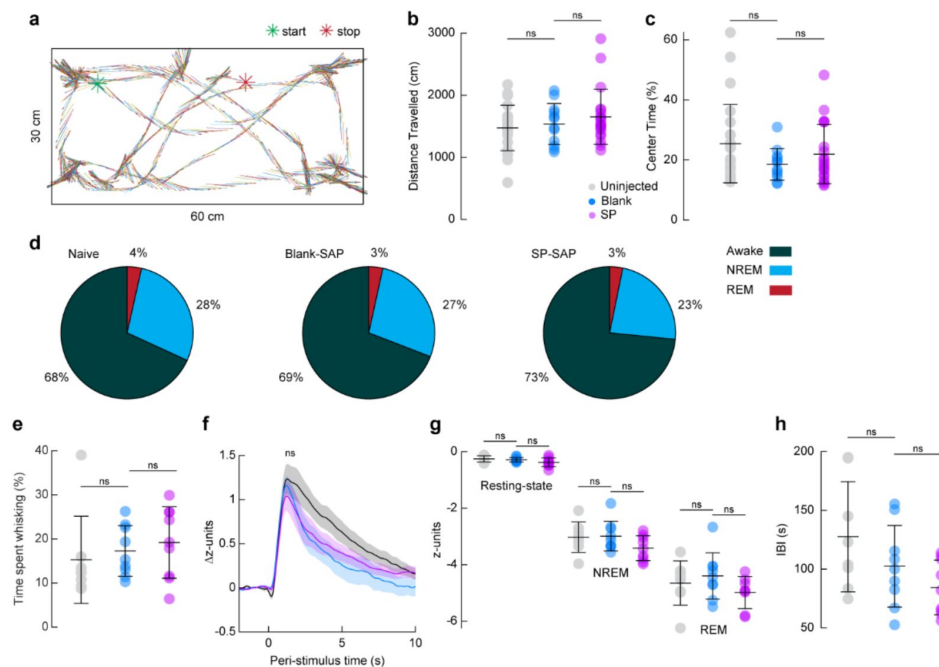 a
start
stop
30 cm
60 cm
b
ns
ns
3000
2000
1000
0
Distance Travelled (cm)
Uninjected
Blank
SP
c
ns
ns
60
40
20
0
Center Time (%)
d
Naive
4%
28%
68%
Blank-SAP
3%
27%
69%
SP-SAP
3%
23%
73%
Awake
NREM
REM
e
40
30
20
10
0
Time spent whisking (%)
ns
ns
f
ns
1.5
0.5
-0.5
Δz-units
0
5
10
Peri-stimulus time (s)
g
-0
-2
-4
-6
z-units
ns
ns
Resting-state
ns
ns
NREM
ns
ns
REM
h
ns
ns
200
150
100
50
IBI (s)